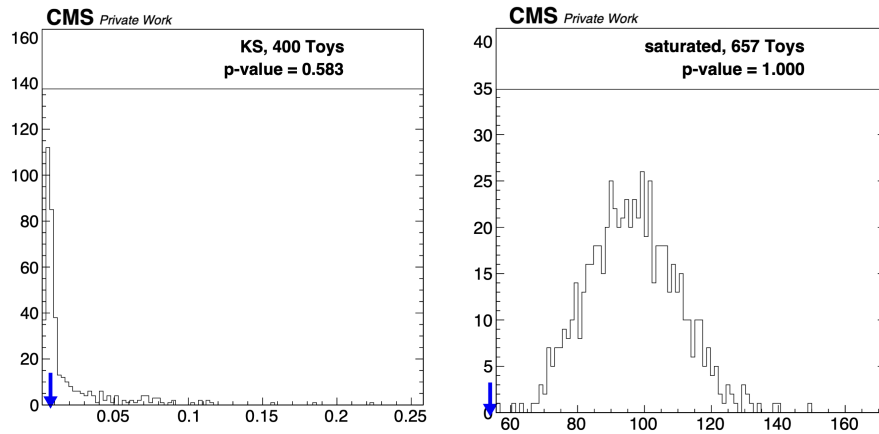 CMS Private Work
KS, 400 Toys
p-value = 0.583
160
140
120
100
80
60
40
20
0
0.05 0.1 0.15 0.2 0.25
CMS Private Work
saturated, 657 Toys
p-value = 1.000
40
35
30
25
20
15
10
5
0
60 80 100 120 140 160